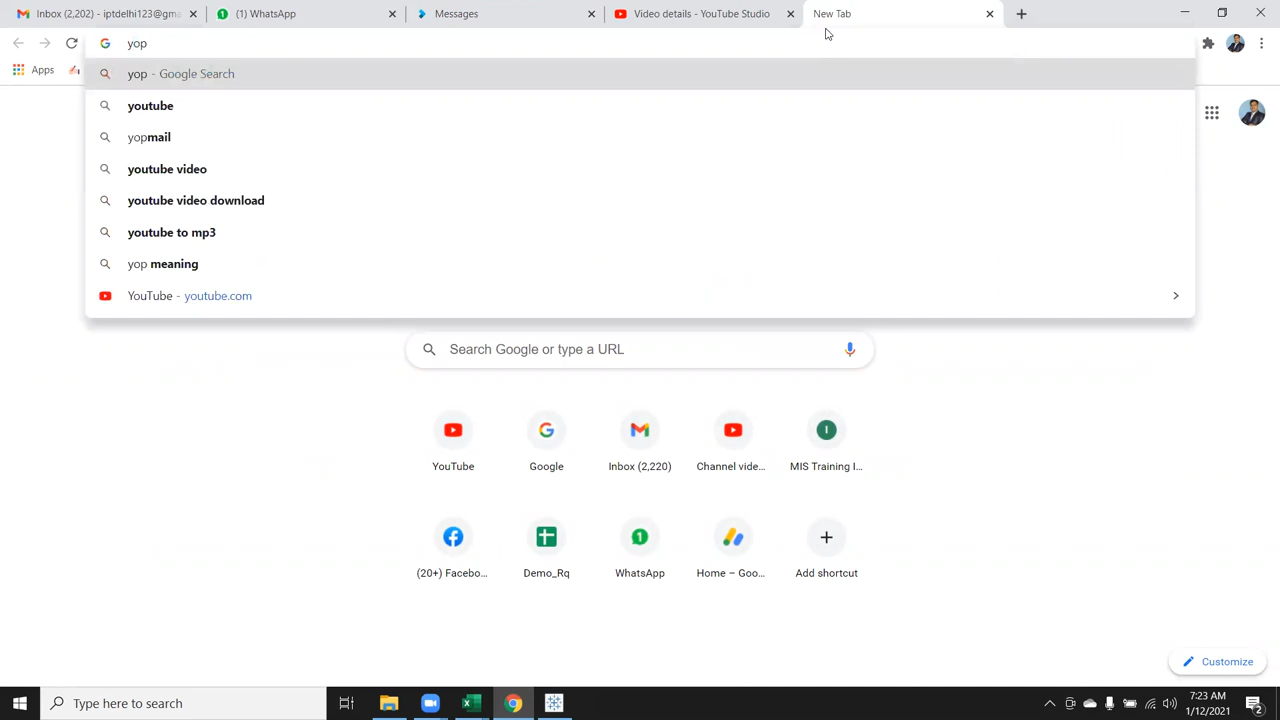 Inbox (2,202) - iptdelhi123@gm
(1) WhatsApp
Messages
Video details - YouTube Studio
New Tab
yop
Apps
yop - Google Search
youtube
yopmail
youtube video
youtube video download
youtube to mp3
yop meaning
YouTube - youtube.com
Search Google or type a URL
YouTube
Google
Inbox (2,220)
Channel vide...
MIS Training I...
(20+) Facebo...
Demo_Rq
WhatsApp
Home – Goo...
Add shortcut
Customize
Type here to search
7:23 AM
1/12/2021